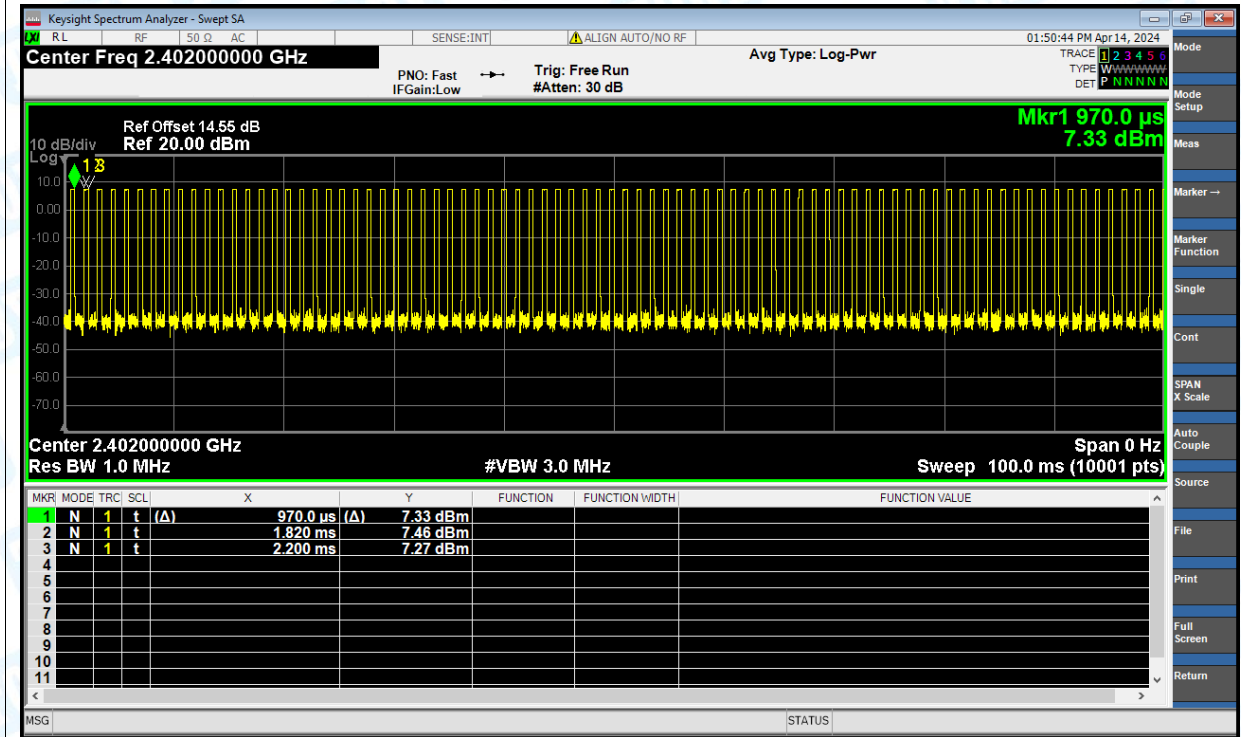 Keysight Spectrum Analyzer - Swept SA
LXI RL RF 50 Ω AC SENSE:INT ALIGN AUTO/NO RF 01:50:44 PM Apr 14, 2024
Center Freq 2.402000000 GHz
PNO: Fast
IFGain:Low
Trig: Free Run
#Atten: 30 dB
Avg Type: Log-Pwr
TRACE 1 2 3 4 5 6
TYPE WWWWWW
DET P N N N N N
Mkr1 970.0 µs
7.33 dBm
Ref Offset 14.55 dB
10 dB/div Ref 20.00 dBm
Log
1 2 3
10.0
0.00
-10.0
-20.0
-30.0
-40.0
-50.0
-60.0
-70.0
Center 2.402000000 GHz Span 0 Hz
Res BW 1.0 MHz #VBW 3.0 MHz Sweep 100.0 ms (10001 pts)
MKR MODE TRC SCL X Y FUNCTION FUNCTION WIDTH FUNCTION VALUE
1 N 1 t (Δ) 970.0 µs (Δ) 7.33 dBm
2 N 1 t 1.820 ms 7.46 dBm
3 N 1 t 2.200 ms 7.27 dBm
4
5
6
7
8
9
10
11
MSG STATUS
Mode
Mode
Setup
Meas
Marker →
Marker
Function
Single
Cont
SPAN
X Scale
Auto
Couple
Source
File
Print
Full
Screen
Return